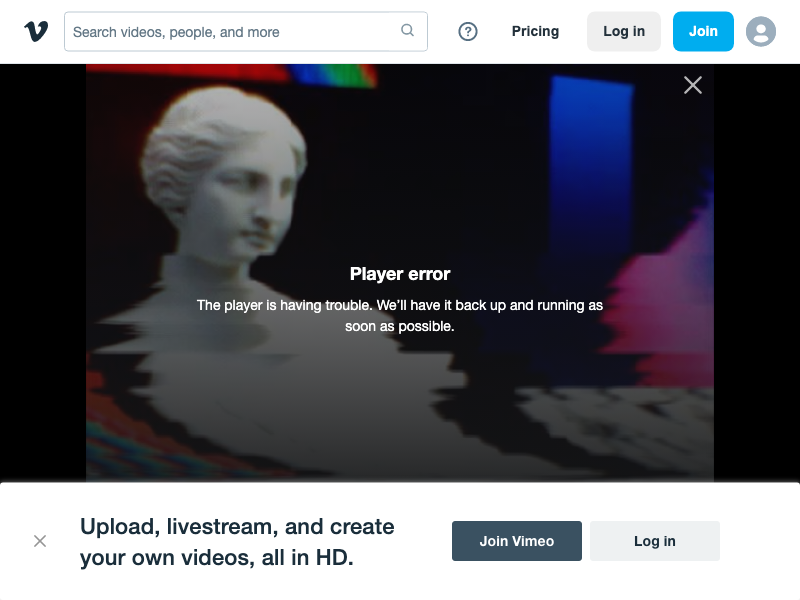 Search videos, people, and more
Pricing
Log in
Join
Player error
The player is having trouble. We'll have it back up and running as
soon as possible.
Upload, livestream, and create
your own videos, all in HD.
Join Vimeo
Log in